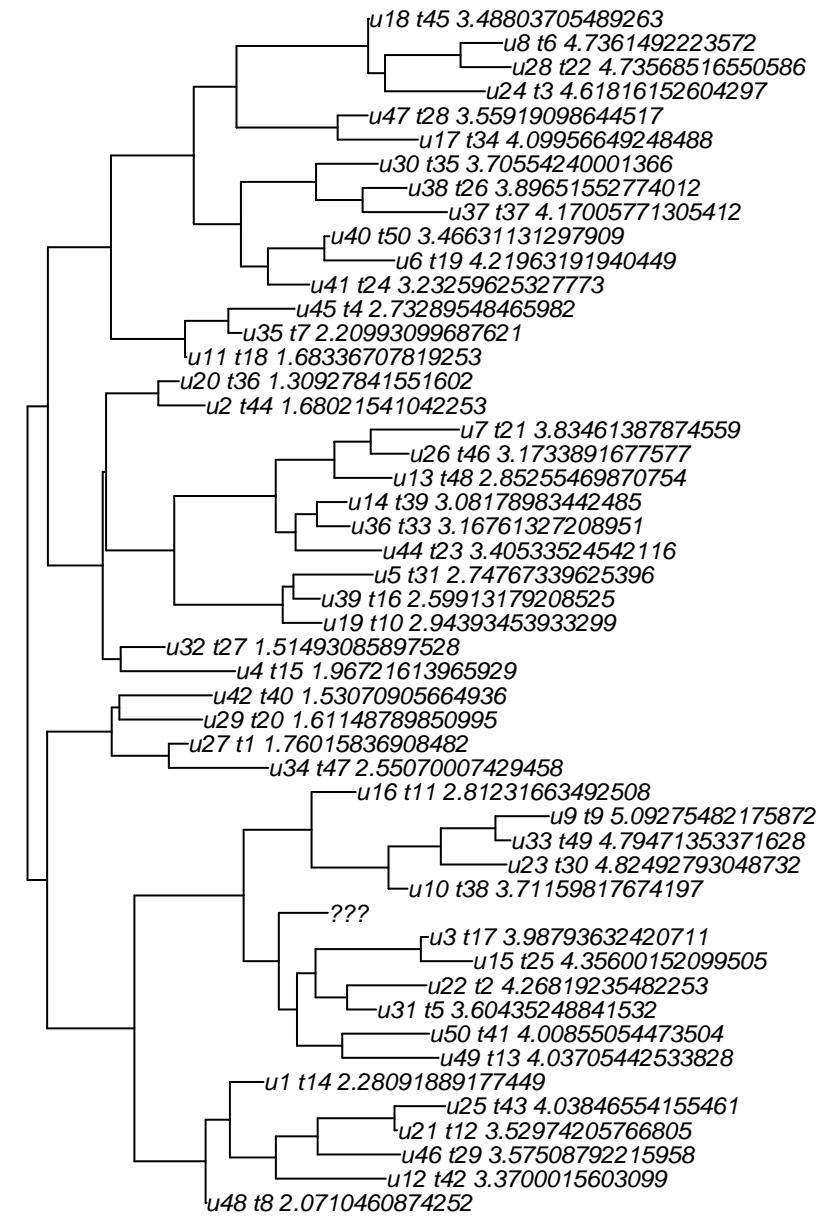 u18 t45 3.48803705489263
u8 t6 4.7361492223572
u28 t22 4.73568516550586
u24 t3 4.61816152604297
u47 t28 3.55919098644517
u17 t34 4.09956649248488
u30 t35 3.70554240001366
u38 t26 3.89651552774012
u37 t37 4.17005771305412
u40 t50 3.46631131297909
u6 t19 4.21963191940449
u41 t24 3.23259625327773
u45 t4 2.73289548465982
u35 t7 2.20993099687621
u11 t18 1.68336707819253
u20 t36 1.30927841551602
u2 t44 1.68021541042253
u7 t21 3.83461387874559
u26 t46 3.1733891677577
u13 t48 2.85255469870754
u14 t39 3.08178983442485
u36 t33 3.16761327208951
u44 t23 3.40533524542116
u5 t31 2.74767339625396
u39 t16 2.59913179208525
u19 t10 2.94393453933299
u32 t27 1.51493085897528
u4 t15 1.96721613965929
u42 t40 1.53070905664936
u29 t20 1.61148789850995
u27 t1 1.76015836908482
u34 t47 2.55070007429458
u16 t11 2.81231663492508
u9 t9 5.09275482175872
u33 t49 4.79471353371628
u23 t30 4.82492793048732
u10 t38 3.71159817674197
???
u3 t17 3.98793632420711
u15 t25 4.35600152099505
u22 t2 4.26819235482253
u31 t5 3.60435248841532
u50 t41 4.00855054473504
u49 t13 4.03705442533828
u1 t14 2.28091889177449
u25 t43 4.03846554155461
u21 t12 3.52974205766805
u46 t29 3.57508792215958
u12 t42 3.3700015603099
u48 t8 2.0710460874252